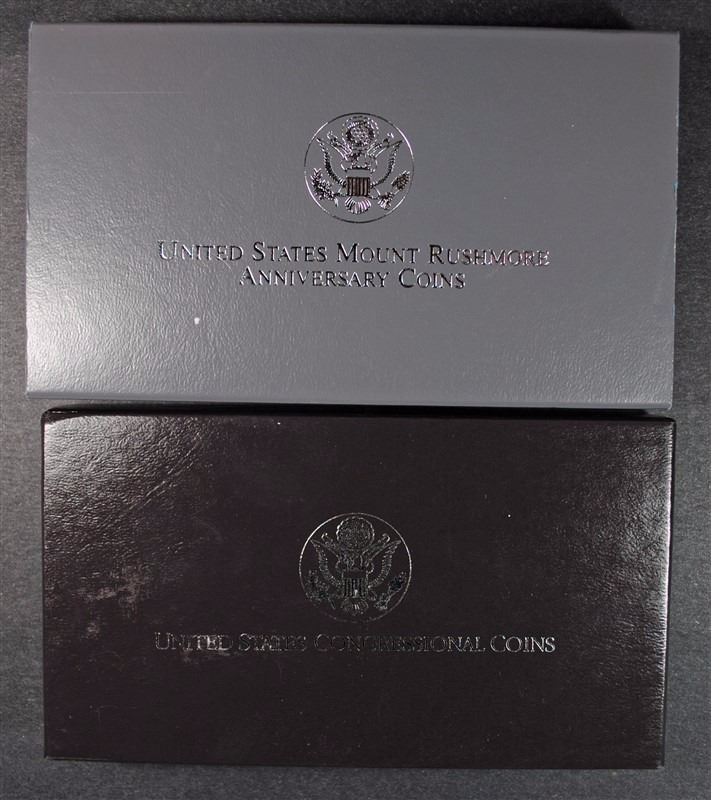 United States Mount Rushmore
Anniversary Coins
United States Congressional Coins